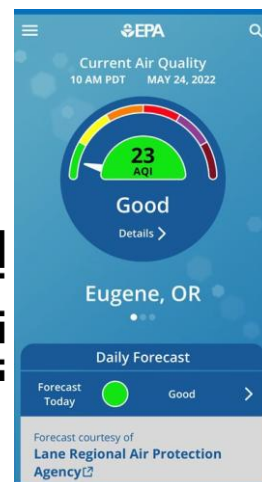 EPA
Current Air Quality
10 AM PDT MAY 24, 2022
23
AQI
Good
Details
Eugene, OR
Daily Forecast
Forecast
Today
Good
Forecast courtesy of
Lane Regional Air Protection
Agency